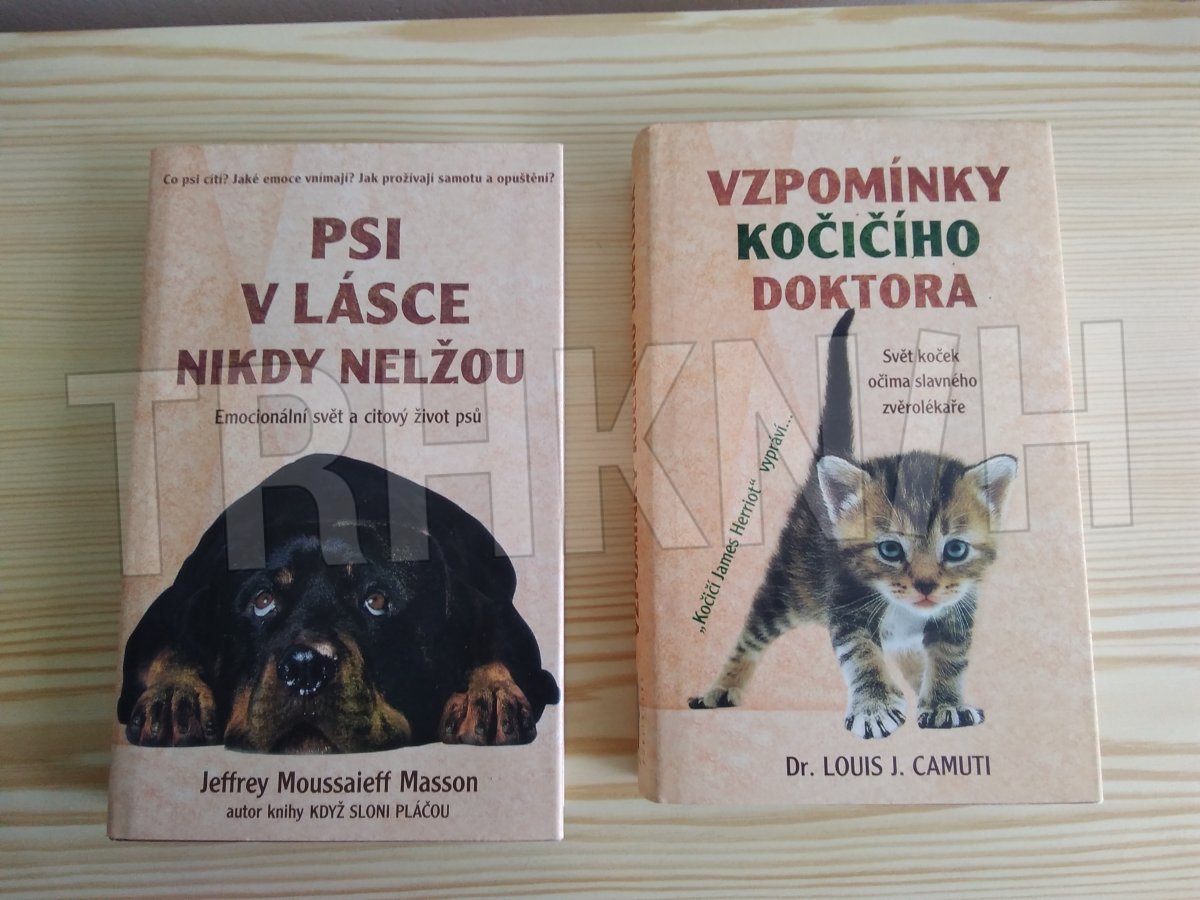 Co psi cítí? Jaké emoce vnímají? Jak prožívají samotu a opuštění?
PSI
V LÁSCE
NIKDY NELŽOU
Emocionální svět a citový život psů
Jeffrey Moussaieff Masson
autor knihy KDYŽ SLONI PLÁČOU
VZPOMÍNKY
KOČIČÍHO
DOKTORA
Svět koček
očima slavného
zvěrolékaře
„Kočičí James Herriot“ vypráví...
Dr. LOUIS J. CAMUTI
TRHKNIH